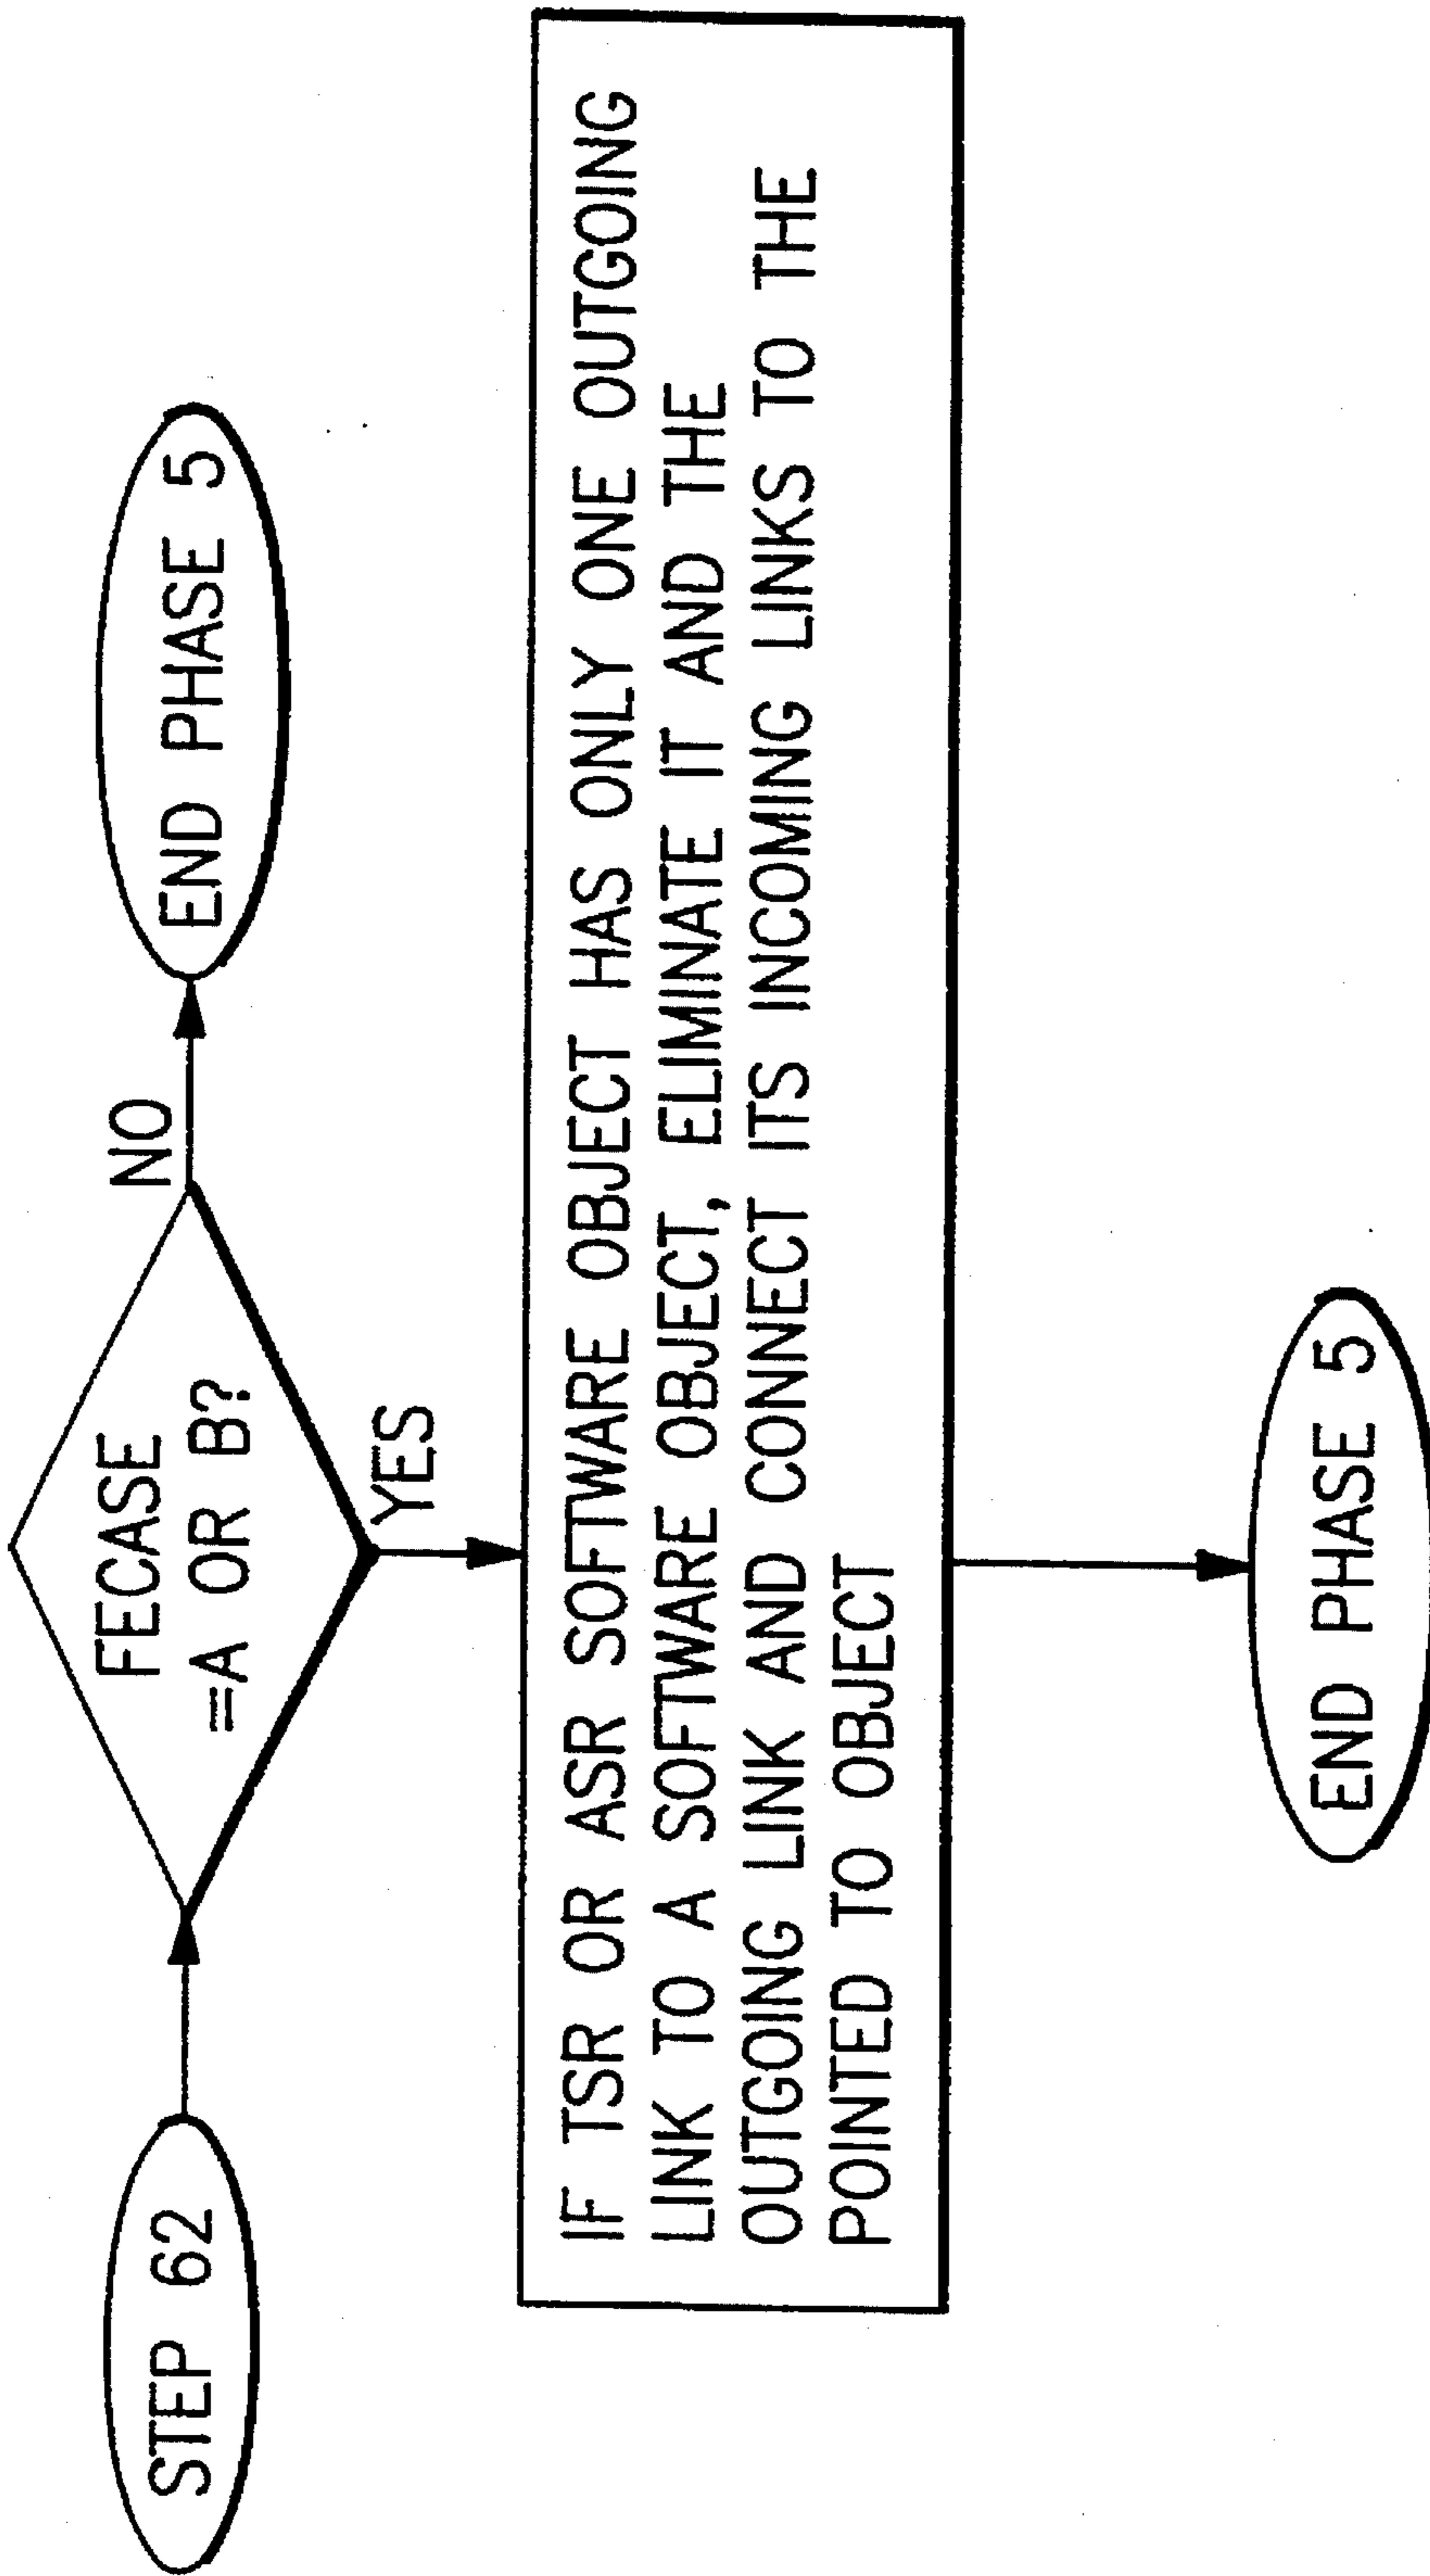 STEP 62
FECASE
=A OR B?
NO
END PHASE 5
YES
IF TSR OR ASR SOFTWARE OBJECT HAS ONLY ONE OUTGOING
LINK TO A SOFTWARE OBJECT, ELIMINATE IT AND THE
OUTGOING LINK AND CONNECT ITS INCOMING LINKS TO THE
POINTED TO OBJECT
END PHASE 5